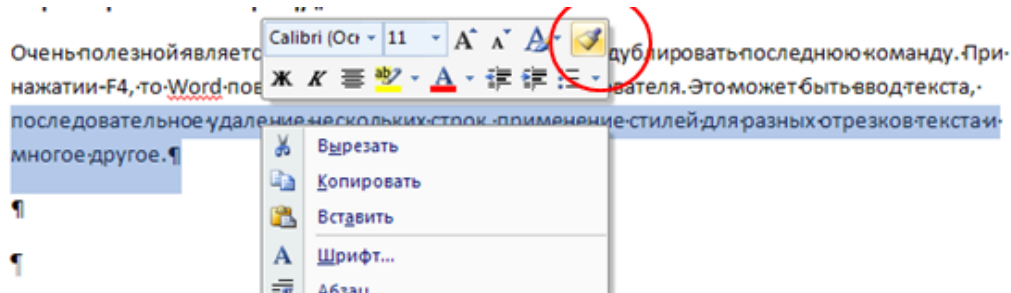 Calibri (Осн 11
Очень полезной являетс дублировать последнюю команду. При
нажатии F4, то Word пов вателя. Это может быть ввод текста,
Ж К
последовательное удаление нескольких строк, применение стилей для разных отрезков текста и
многое другое.¶
Вырезать
Копировать
¶
Вставить
¶
Шрифт...
Абзац...